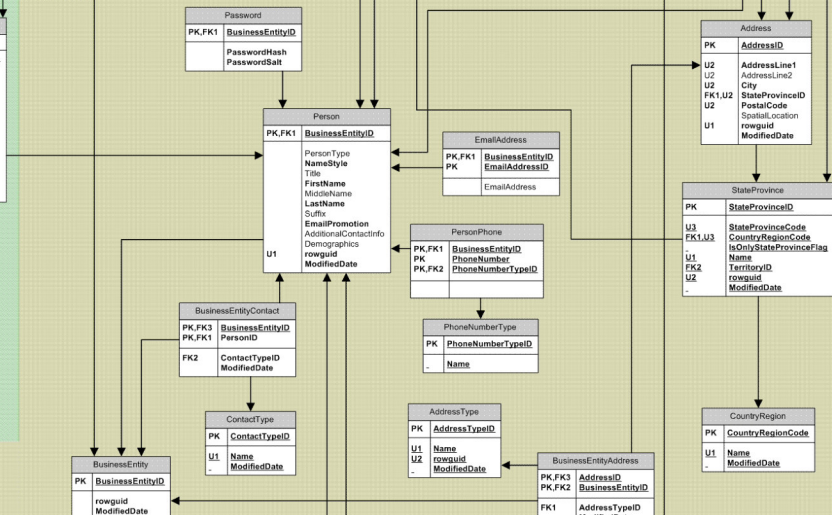 Password
PK,FK1 BusinessEntityID
PasswordHash
PasswordSalt
Person
PK,FK1 BusinessEntityID
PersonType
NameStyle
Title
FirstName
MiddleName
LastName
Suffix
EmailPromotion
AdditionalContactInfo
Demographics
U1 rowguid
ModifiedDate
EmailAddress
PK,FK1 BusinessEntityID
PK EmailAddressID
EmailAddress
PersonPhone
PK,FK1 BusinessEntityID
PK PhoneNumber
PK,FK2 PhoneNumberTypeID
PhoneNumberType
PK PhoneNumberTypeID
- Name
Address
PK AddressID
U2 AddressLine1
U2 AddressLine2
U2 City
FK1,U2 StateProvinceID
U2 PostalCode
SpatialLocation
U1 rowguid
ModifiedDate
StateProvince
PK StateProvinceID
U3 StateProvinceCode
FK1,U3 CountryRegionCode
- IsOnlyStateProvinceFlag
U1 Name
FK2 TerritoryID
U2 rowguid
- ModifiedDate
BusinessEntityContact
PK,FK3 BusinessEntityID
PK,FK1 PersonID
FK2 ContactTypeID
ModifiedDate
ContactType
PK ContactTypeID
U1 Name
- ModifiedDate
AddressType
PK AddressTypeID
U1 Name
U2 rowguid
- ModifiedDate
CountryRegion
PK CountryRegionCode
U1 Name
- ModifiedDate
BusinessEntity
PK BusinessEntityID
rowguid
ModifiedDate
BusinessEntityAddress
PK,FK3 AddressID
PK,FK2 BusinessEntityID
FK1 AddressTypeID